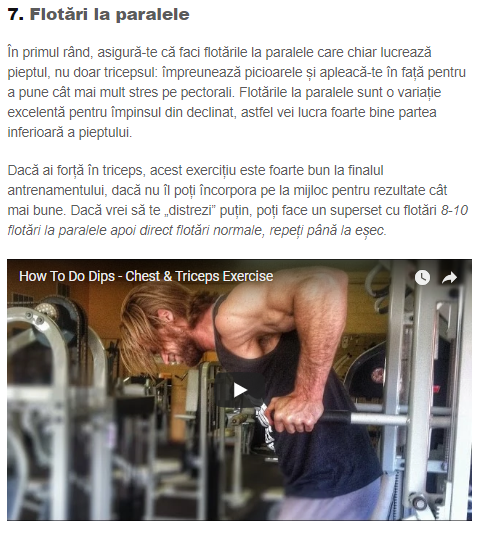 7. Flotări la paralele
În primul rând, asigură-te că faci flotările la paralele care chiar lucrează
pieptul, nu doar tricepsul: împreunează picioarele și apleacă-te în față pentru
a pune cât mai mult stres pe pectorali. Flotările la paralele sunt o variație
excelentă pentru împinsul din declinat, astfel vei lucra foarte bine partea
inferioară a pieptului.
Dacă ai forță în triceps, acest exercițiu este foarte bun la finalul
antrenamentului, dacă nu îl poți încorpora pe la mijloc pentru rezultate cât
mai bune. Dacă vrei să te „distrezi” puțin, poți face un superset cu flotări 8-10
flotări la paralele apoi direct flotări normale, repeți până la eșec.
How To Do Dips - Chest & Triceps Exercise